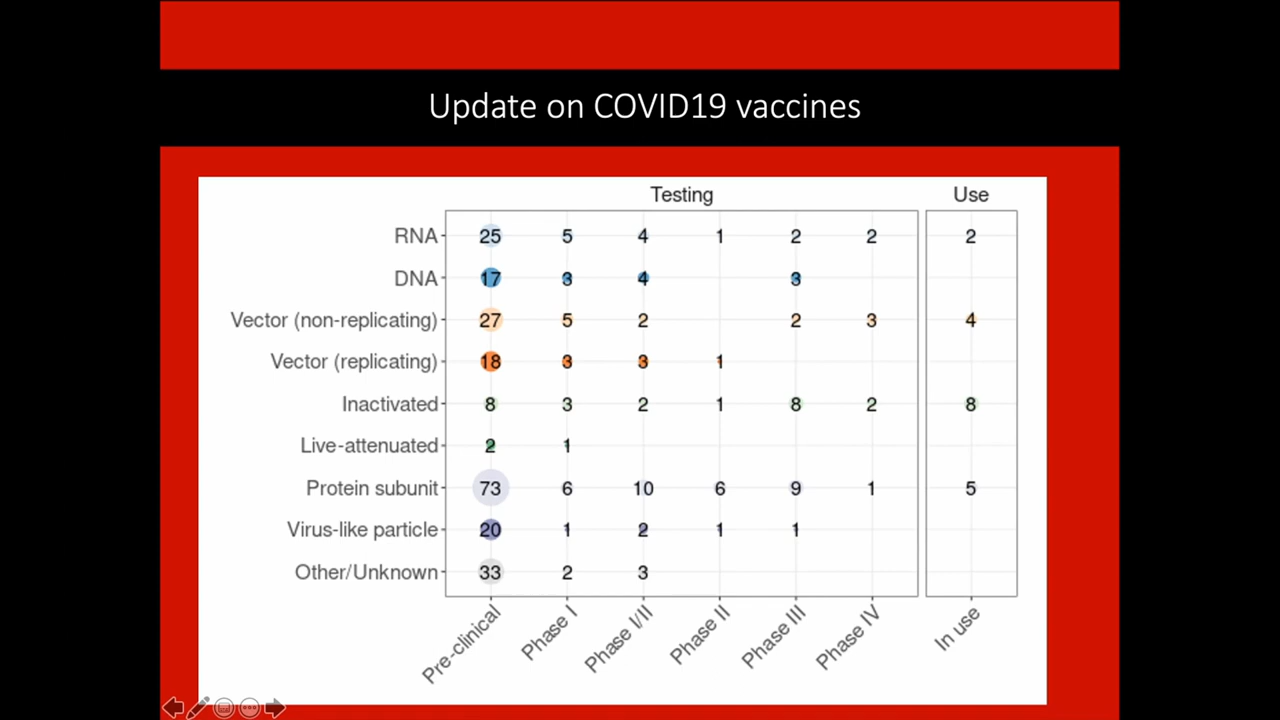 Update on COVID19 vaccines
Testing Use
RNA 25 5 4 1 2 2 2
DNA 17 3 4 3
Vector (non-replicating) 27 5 2 2 3 4
Vector (replicating) 18 3 3 1
Inactivated 8 3 2 1 8 2 8
Live-attenuated 2 1
Protein subunit 73 6 10 6 9 1 5
Virus-like particle 20 1 2 1 1
Other/Unknown 33 2 3
Pre-clinical Phase I Phase I/II Phase II Phase III Phase IV In use